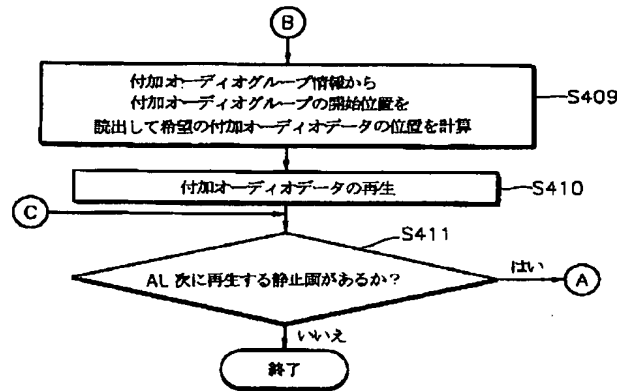 B
付加オーディオグループ情報から
付加オーディオグループの開始位置を
読出して希望の付加オーディオデータの位置を計算
S409
付加オーディオデータの再生
S410
C
S411
AL 次に再生する静止画があるか?
はい
A
いいえ
終了